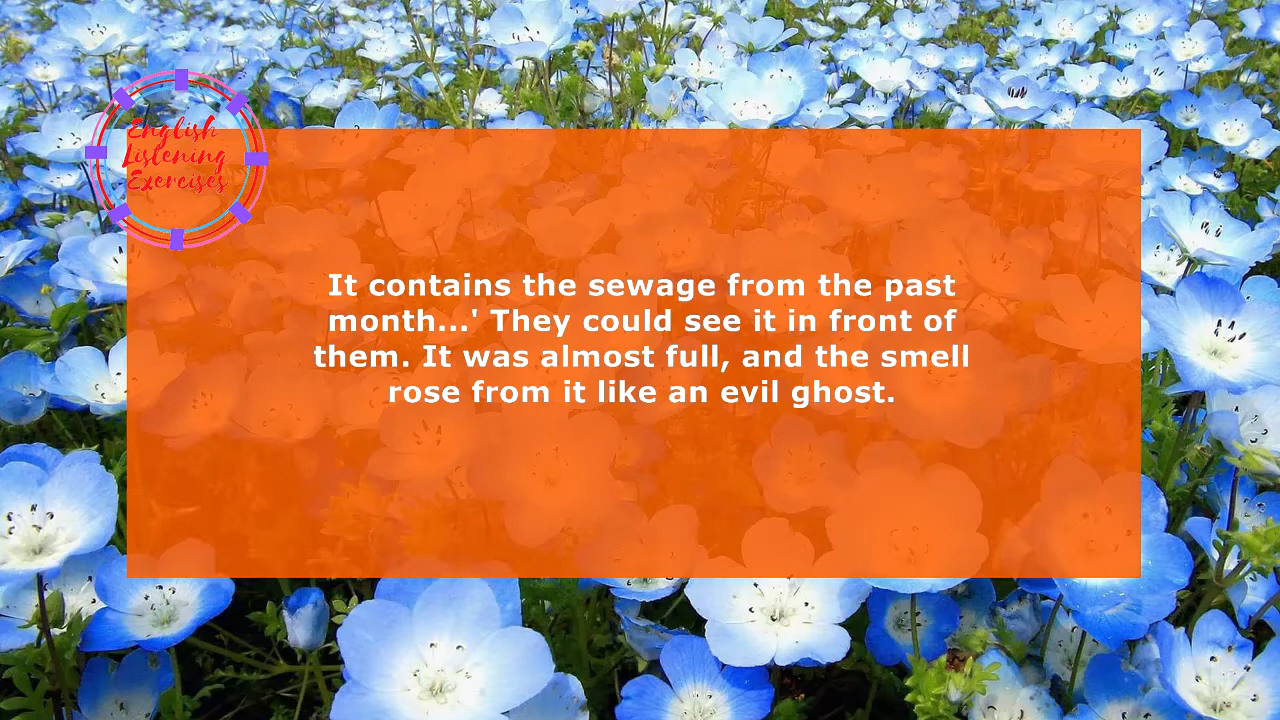 English
Listening
Exercises
It contains the sewage from the past
month...' They could see it in front of
them. It was almost full, and the smell
rose from it like an evil ghost.